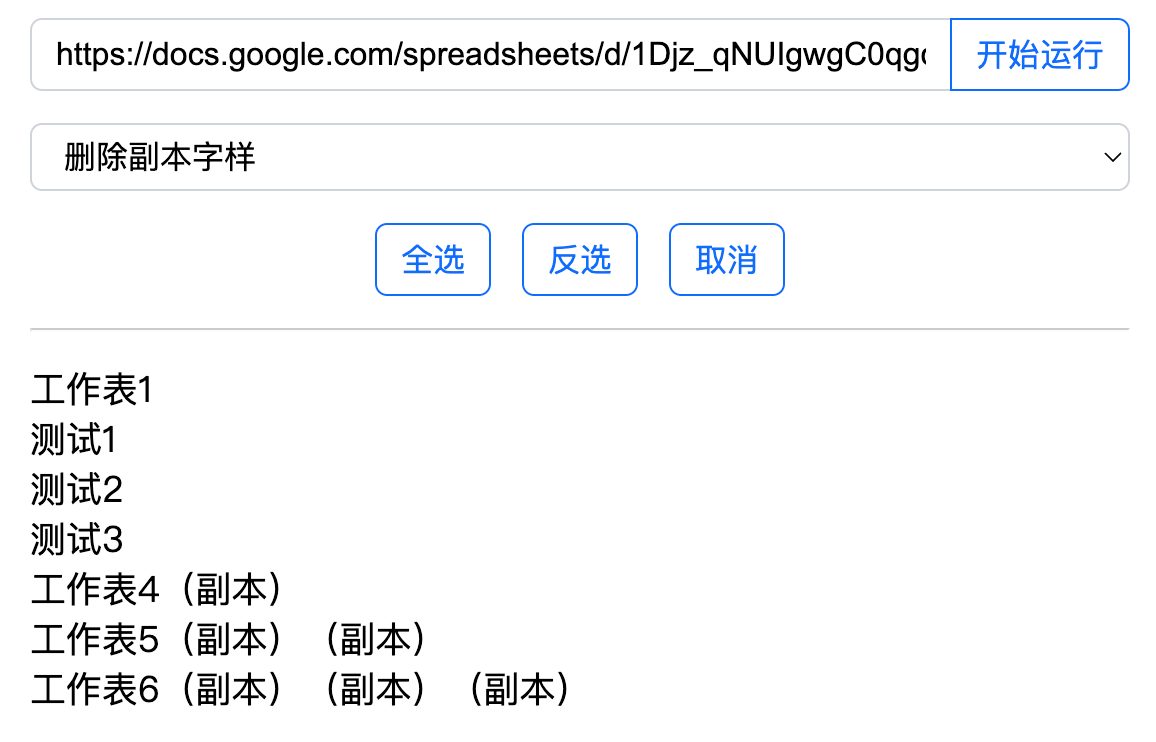 https://docs.google.com/spreadsheets/d/1Djz_qNUIgwgC0qg
开始运行
删除副本字样
全选 反选 取消
工作表1
测试1
测试2
测试3
工作表4（副本）
工作表5（副本）（副本）
工作表6（副本）（副本）（副本）